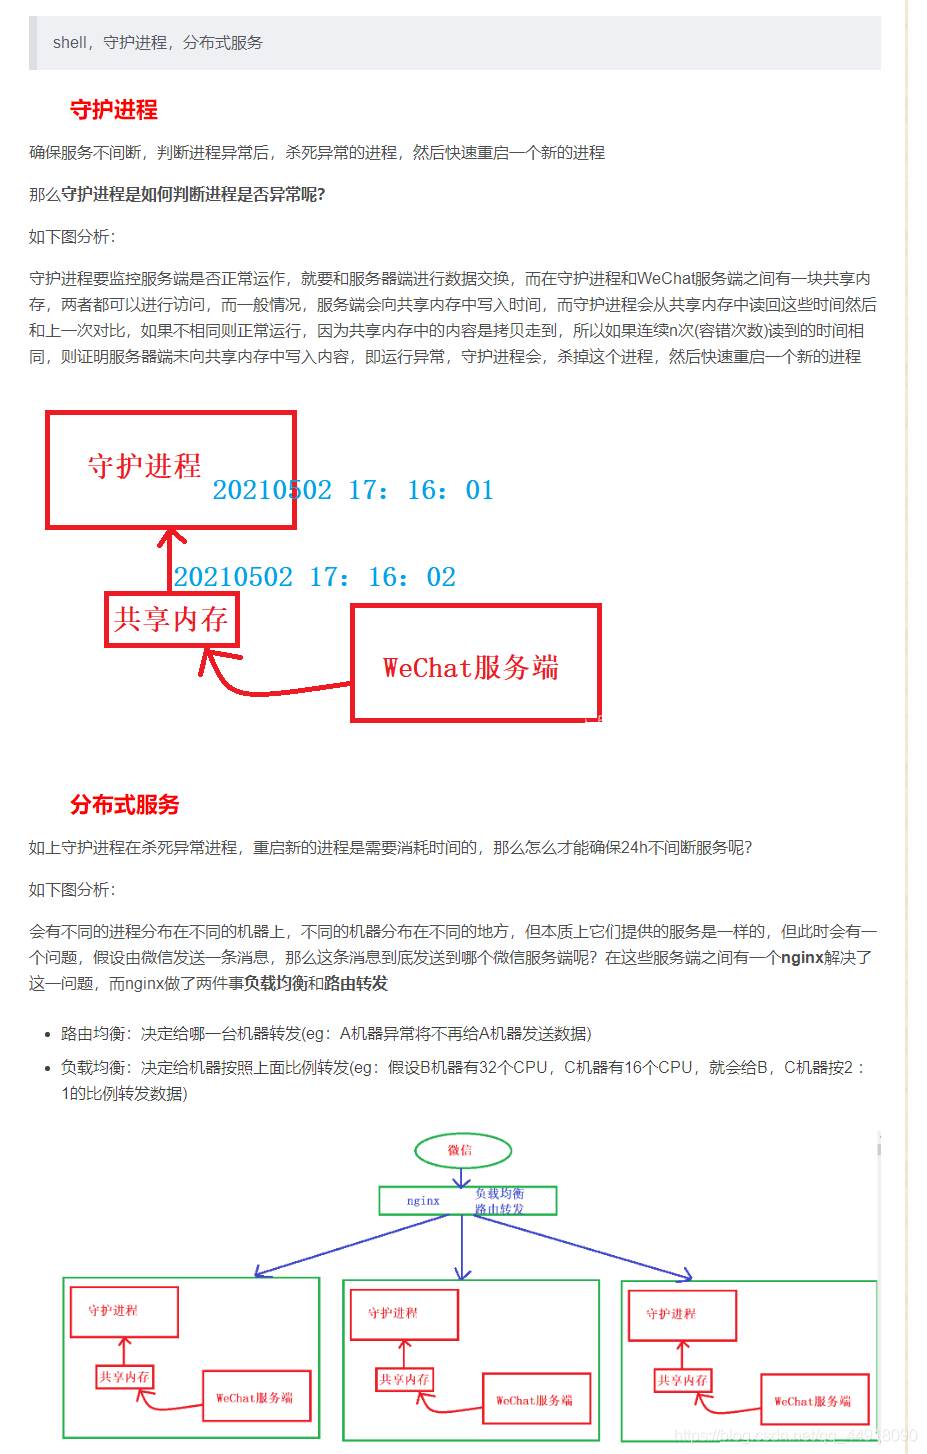 shell，守护进程，分布式服务
守护进程
确保服务不间断，判断进程异常后，杀死异常的进程，然后快速重启一个新的进程
那么守护进程是如何判断进程是否异常呢?
如下图分析：
守护进程要监控服务端是否正常运作，就要和服务器端进行数据交换，而在守护进程和WeChat服务端之间有一块共享内
存，两者都可以进行访问，而一般情况，服务端会向共享内存中写入时间，而守护进程会从共享内存中读回这些时间然后
和上一次对比，如果不相同则正常运行，因为共享内存中的内容是拷贝走到，所以如果连续n次(容错次数)读到的时间相
同，则证明服务器端未向共享内存中写入内容，即运行异常，守护进程会，杀掉这个进程，然后快速重启一个新的进程
守护进程
20210502 17：16：01
20210502 17：16：02
共享内存
WeChat服务端
分布式服务
如上守护进程在杀死异常进程，重启新的进程是需要消耗时间的，那么怎么才能确保24h不间断服务呢?
如下图分析：
会有不同的进程分布在不同的机器上，不同的机器分布在不同的地方，但本质上它们提供的服务是一样的，但此时会有一
个问题，假设由微信发送一条消息，那么这条消息到底发送到哪个微信服务端呢？在这些服务端之间有一个nginx解决了
这一问题，而nginx做了两件事负载均衡和路由转发
• 路由均衡：决定给哪一台机器转发(eg：A机器异常将不再给A机器发送数据)
• 负载均衡：决定给机器按照上面比例转发(eg：假设B机器有32个CPU，C机器有16个CPU，就会给B，C机器按2：
1的比例转发数据)
微信
nginx
负载均衡
路由转发
守护进程
共享内存
WeChat服务端
守护进程
共享内存
WeChat服务端
守护进程
共享内存
WeChat服务端